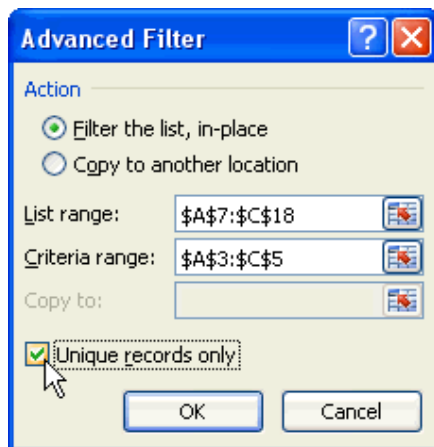 Advanced Filter
Action
Filter the list, in-place
Copy to another location
List range: $A$7:$C$18
Criteria range: $A$3:$C$5
Copy to:
Unique records only
OK Cancel